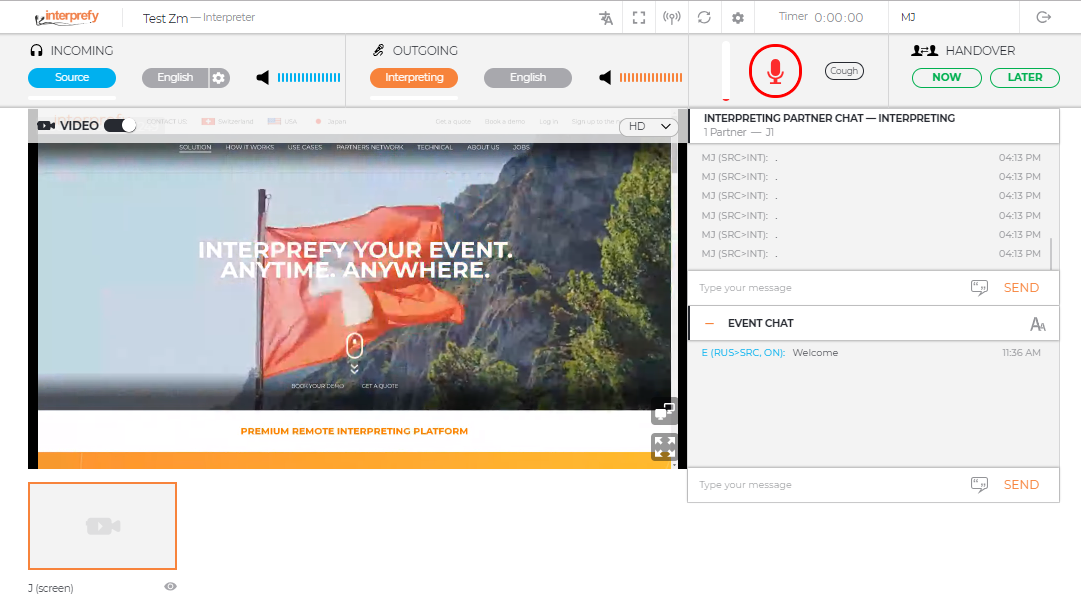 interprefy
Test Zm — Interpreter
Timer 0:00:00
MJ
INCOMING
OUTGOING
Source
English
Interpreting
English
Cough
HANDOVER
NOW
LATER
VIDEO
CONTACT US
Switzerland
USA
Japan
Get a quote
Book a demo
Log in
Sign up to the
HD
SOLUTION
HOW IT WORKS
USE CASES
PARTNERS NETWORK
TECHNICAL
ABOUT US
JOBS
INTERPREFY YOUR EVENT.
ANYTIME. ANYWHERE.
BOOK YOUR DEMO
GET A QUOTE
PREMIUM REMOTE INTERPRETING PLATFORM
J (screen)
INTERPRETING PARTNER CHAT — INTERPRETING
1 Partner — J1
MJ (SRC>INT): . 04:13 PM
MJ (SRC>INT): . 04:13 PM
MJ (SRC>INT): . 04:13 PM
MJ (SRC>INT): . 04:13 PM
MJ (SRC>INT): . 04:13 PM
MJ (SRC>INT): . 04:13 PM
Type your message
SEND
— EVENT CHAT
AA
E (RUS>SRC, ON): Welcome 11:36 AM
Type your message
SEND